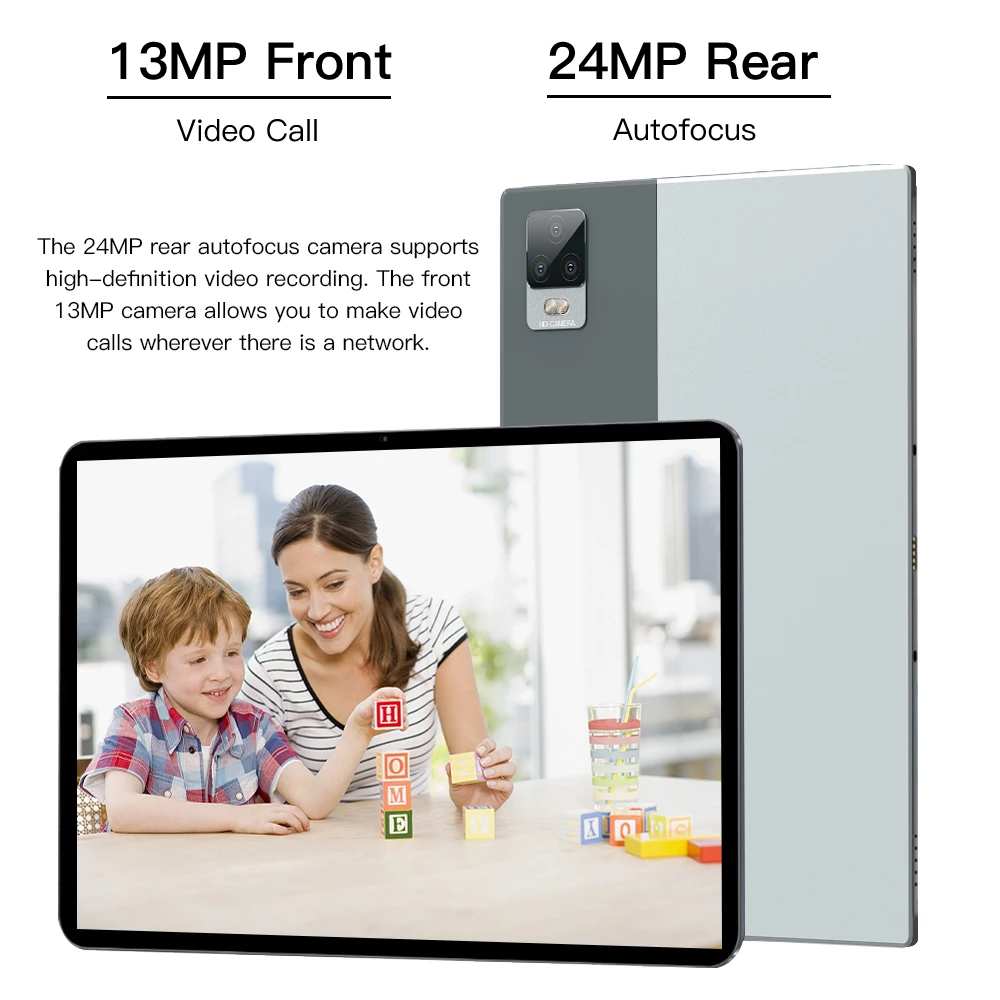 13MP Front
Video Call
24MP Rear
Autofocus
The 24MP rear autofocus camera supports
high-definition video recording. The front
13MP camera allows you to make video
calls wherever there is a network.
HD CAMERA
H
O
M
E